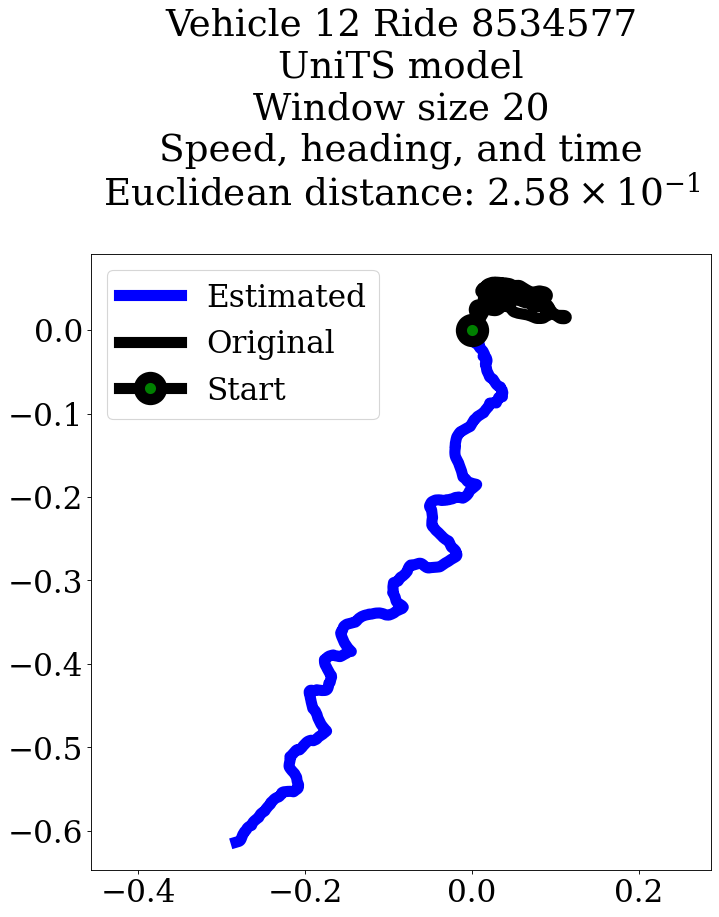 Vehicle 12 Ride 8534577
UniTS model
Window size 20
Speed, heading, and time
Euclidean distance: 2.58 × 10⁻¹
Estimated
Original
Start
0.0
−0.1
−0.2
−0.3
−0.4
−0.5
−0.6
−0.4 −0.2 0.0 0.2